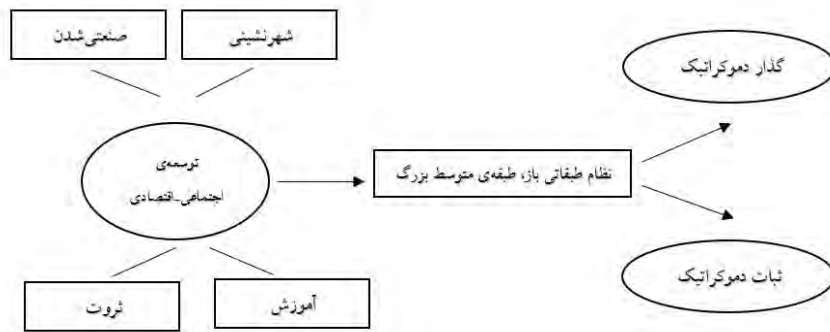 شهرنشینی
صنعتی‌شدن
گذار دموکراتیک
توسعه‌ی
اجتماعی-اقتصادی
نظام طبقاتی باز، طبقه‌ی متوسط بزرگ
ثبات دموکراتیک
آموزش
ثروت